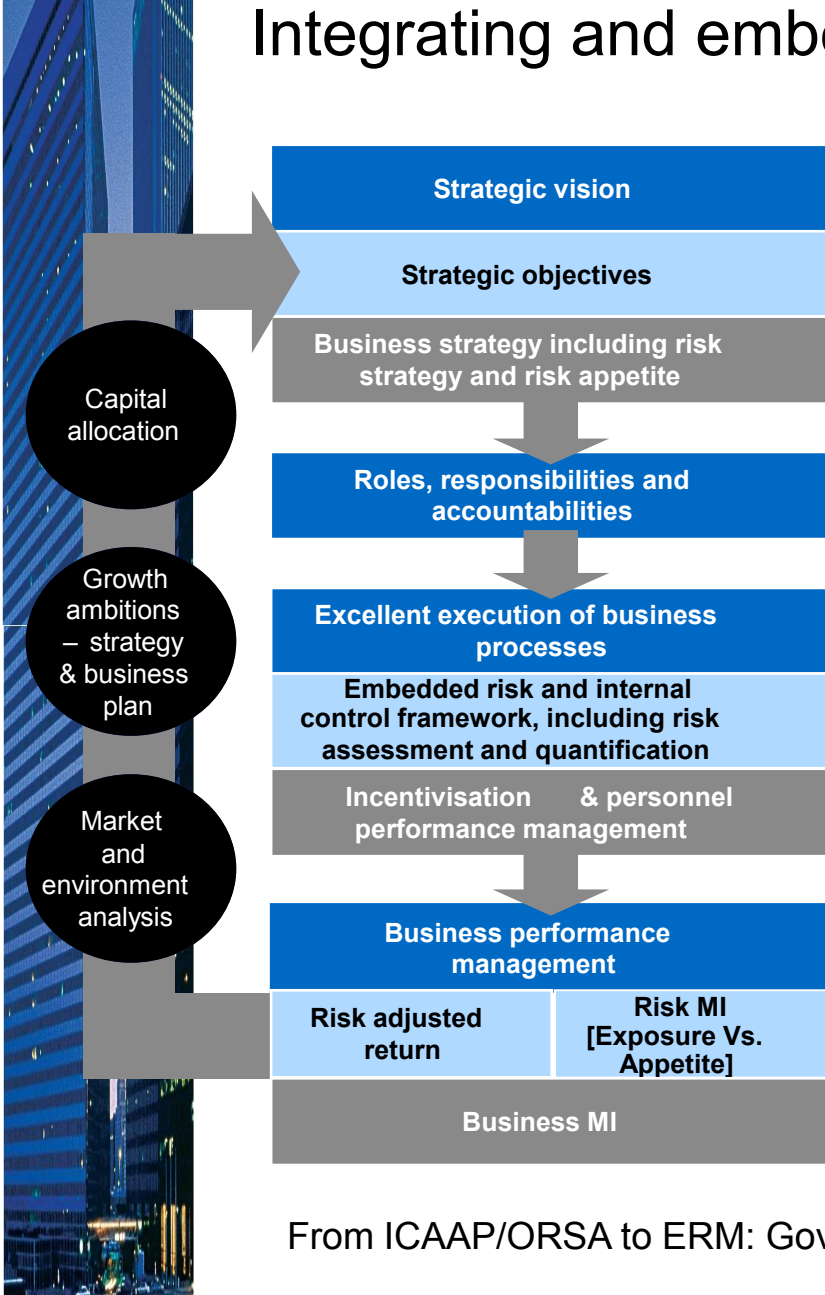 Integrating and embe
Strategic vision
Strategic objectives
Business strategy including risk
strategy and risk appetite
Capital
allocation
Roles, responsibilities and
accountabilities
Growth
ambitions
– strategy
& business
plan
Excellent execution of business
processes
Embedded risk and internal
control framework, including risk
assessment and quantification
Incentivisation & personnel
performance management
Market
and
environment
analysis
Business performance
management
Risk adjusted
return
Risk MI
[Exposure Vs.
Appetite]
Business MI
From ICAAP/ORSA to ERM: Gov